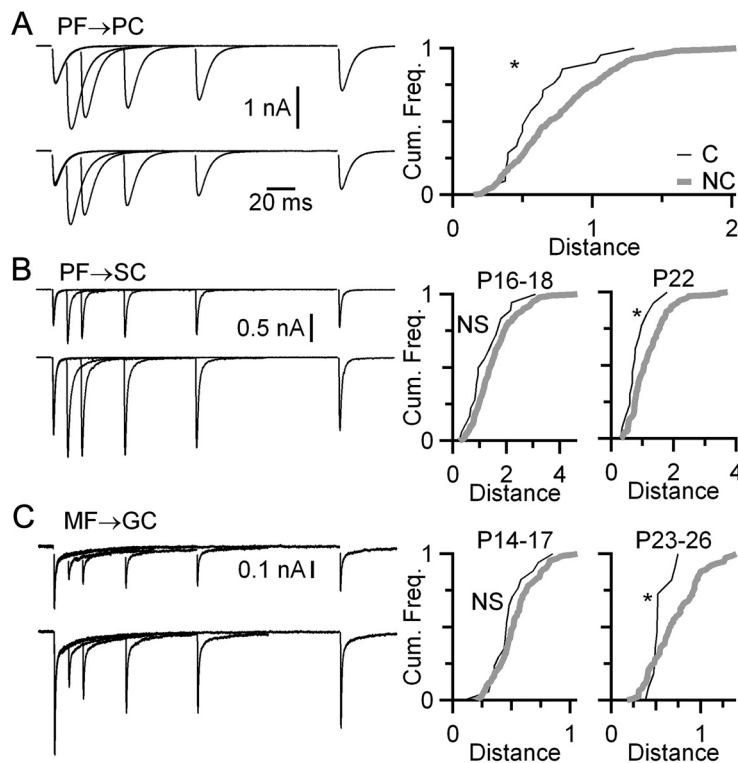 A PF→PC
1 nA
20 ms
Cum. Freq.
1
0
*
C
NC
0 1 2
Distance
B PF→SC
0.5 nA
Cum. Freq.
1
0
P16-18
NS
0 2 4
Distance
P22
*
0 2 4
Distance
C MF→GC
0.1 nA
Cum. Freq.
1
0
P14-17
NS
0 1
Distance
P23-26
*
0 1
Distance